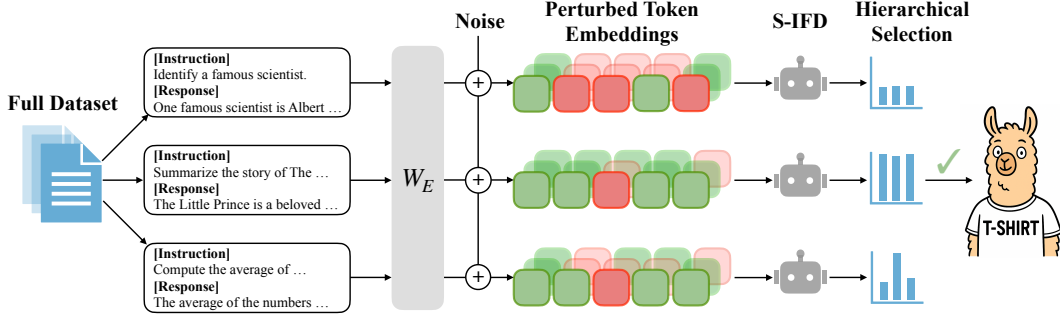 Full Dataset
[Instruction]
Identify a famous scientist.
[Response]
One famous scientist is Albert …
[Instruction]
Summarize the story of The …
[Response]
The Little Prince is a beloved …
[Instruction]
Compute the average of …
[Response]
The average of the numbers …
W_E
Noise
+
+
+
Perturbed Token
Embeddings
S-IFD
Hierarchical
Selection
✓
T-SHIRT